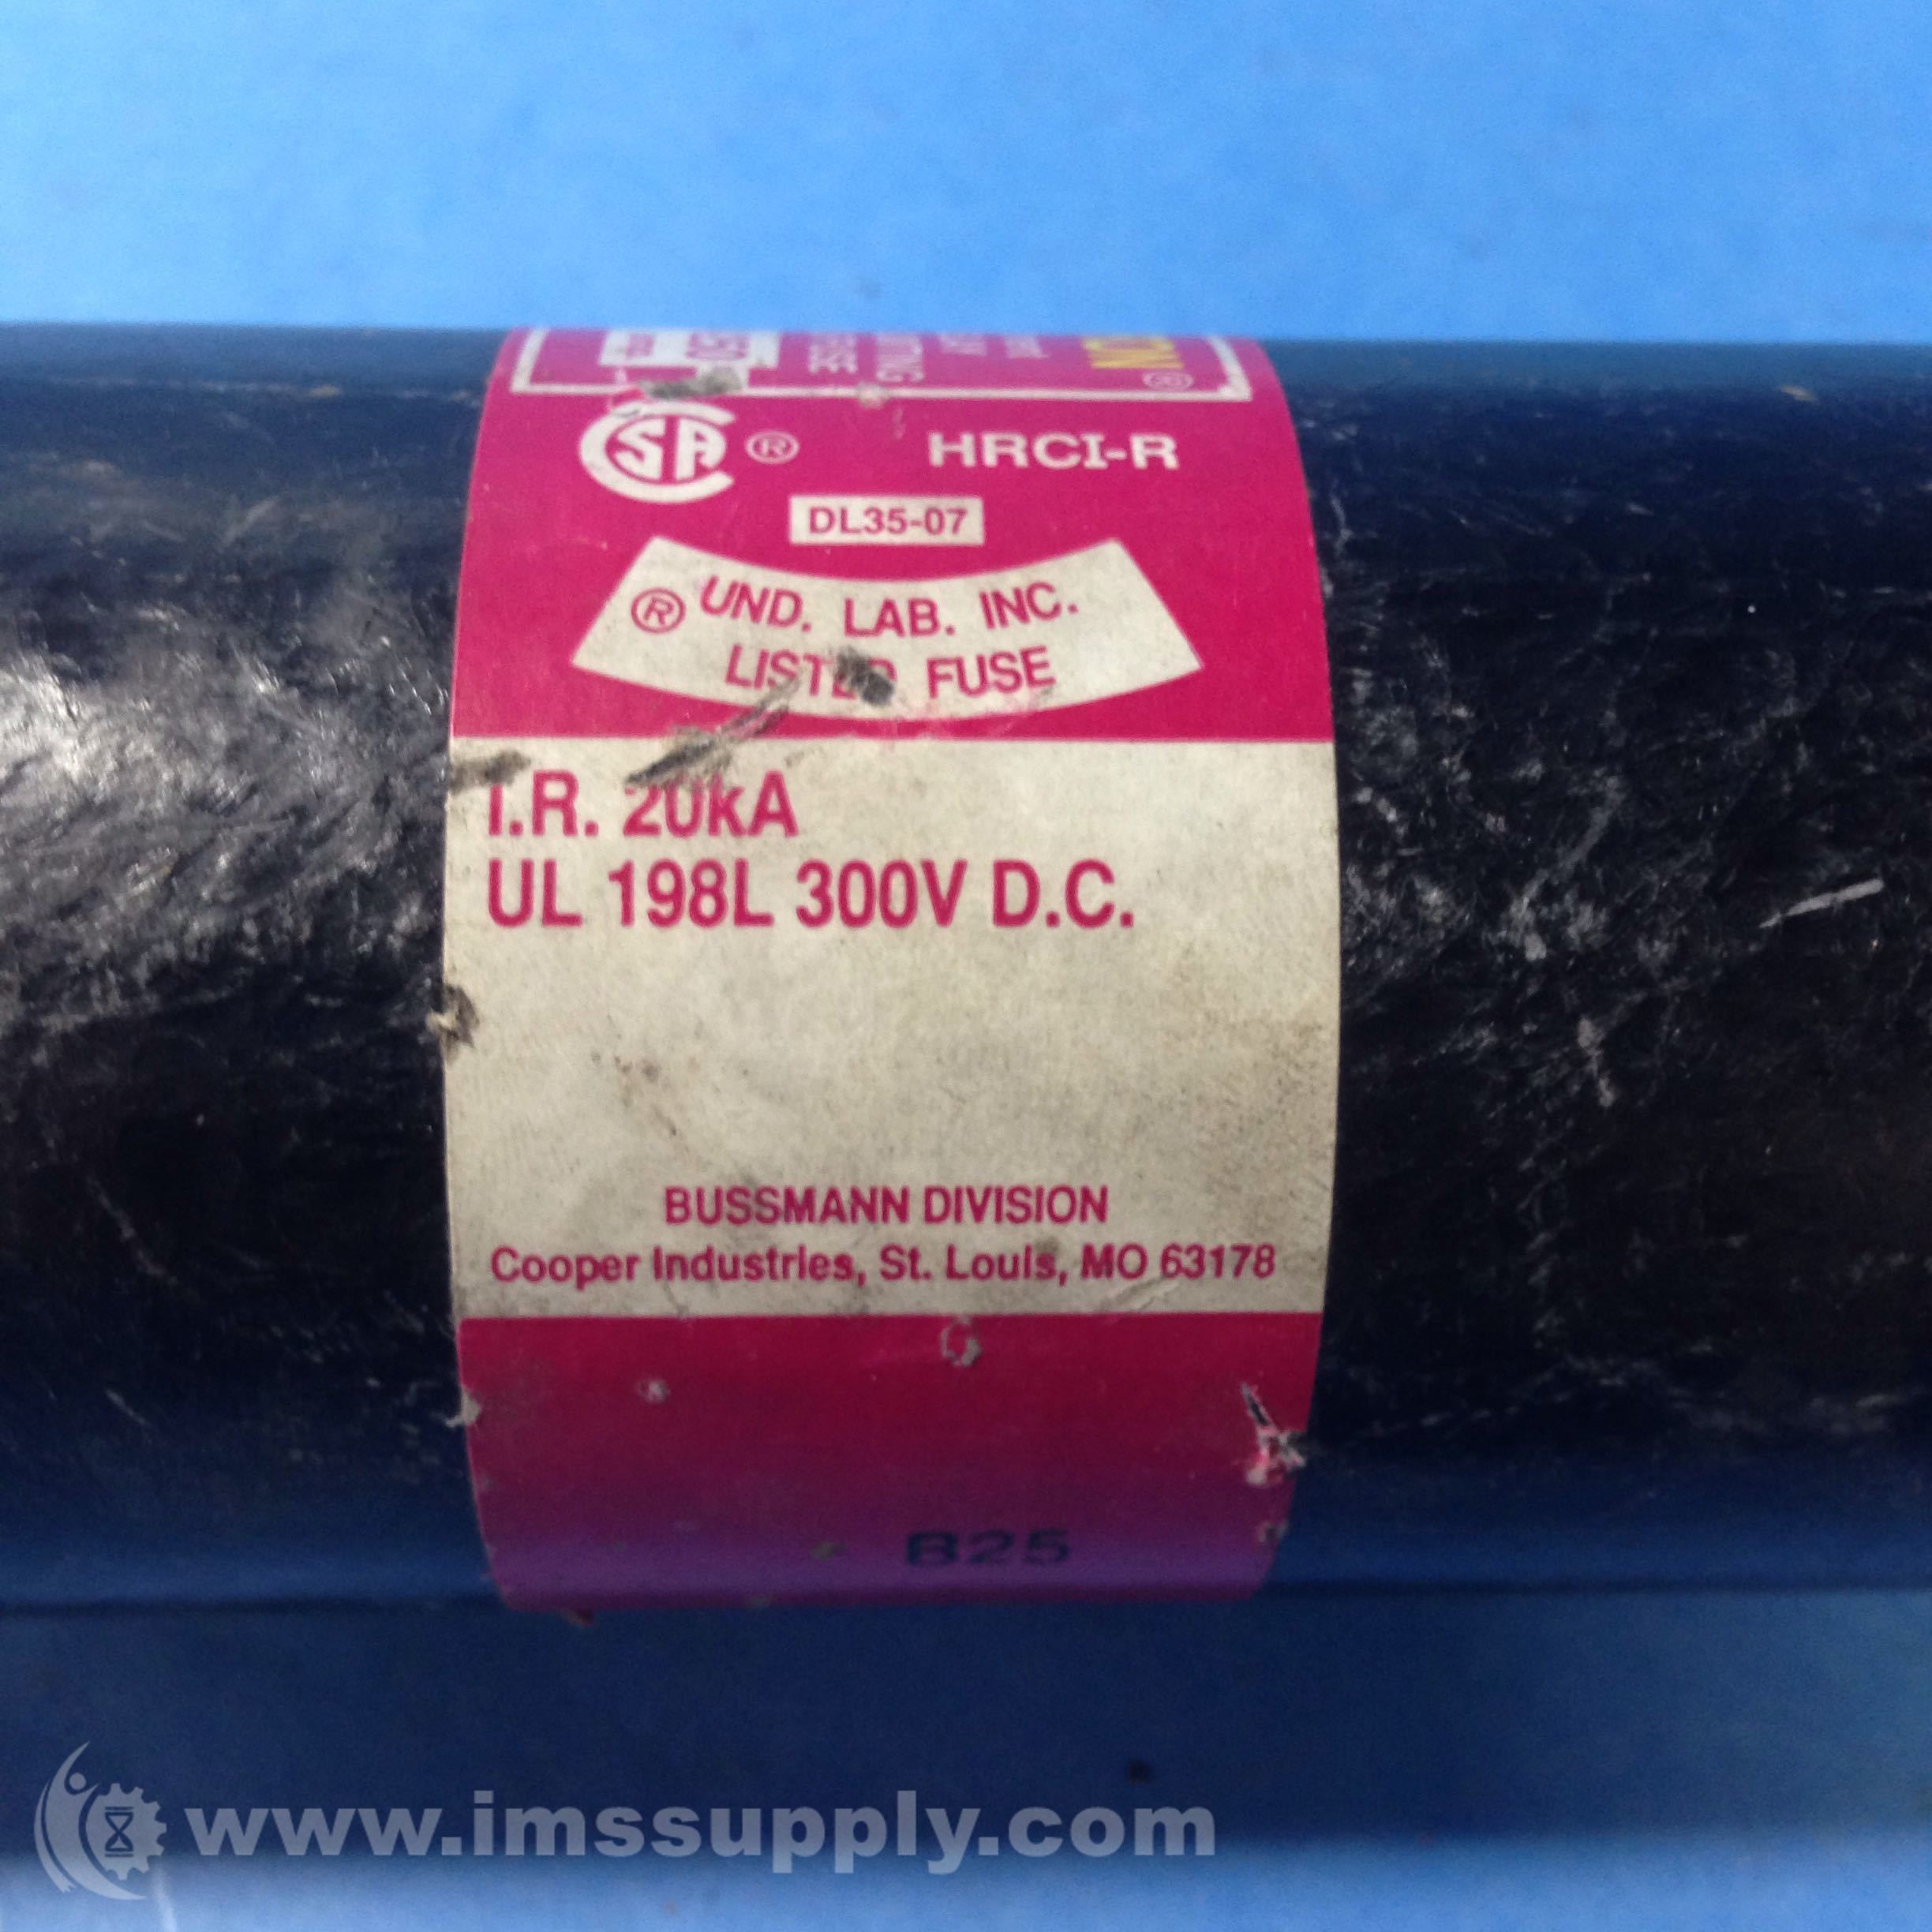 ® HRCI-R
DL35-07
® UND. LAB. INC.
LISTED FUSE
I.R. 20kA
UL 198L 300V D.C.
BUSSMANN DIVISION
Cooper Industries, St. Louis, MO 63178
B25
www.imssupply.com